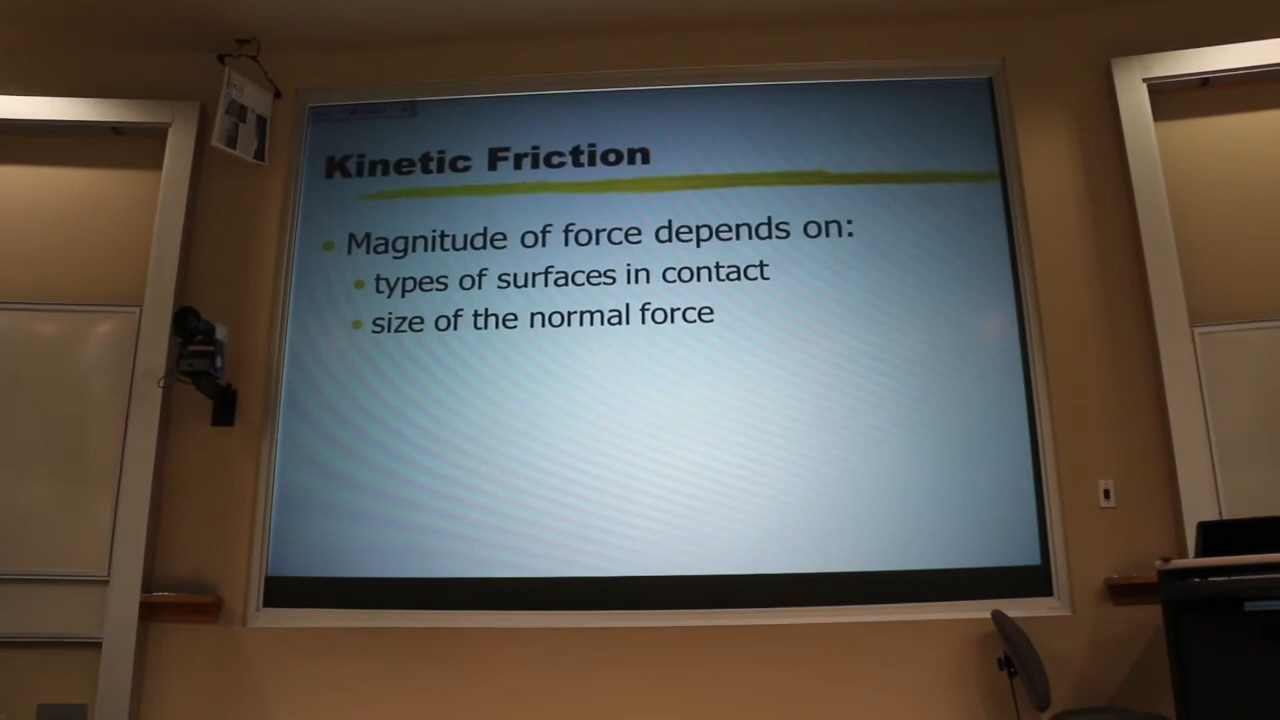 Kinetic Friction
Magnitude of force depends on:
types of surfaces in contact
size of the normal force